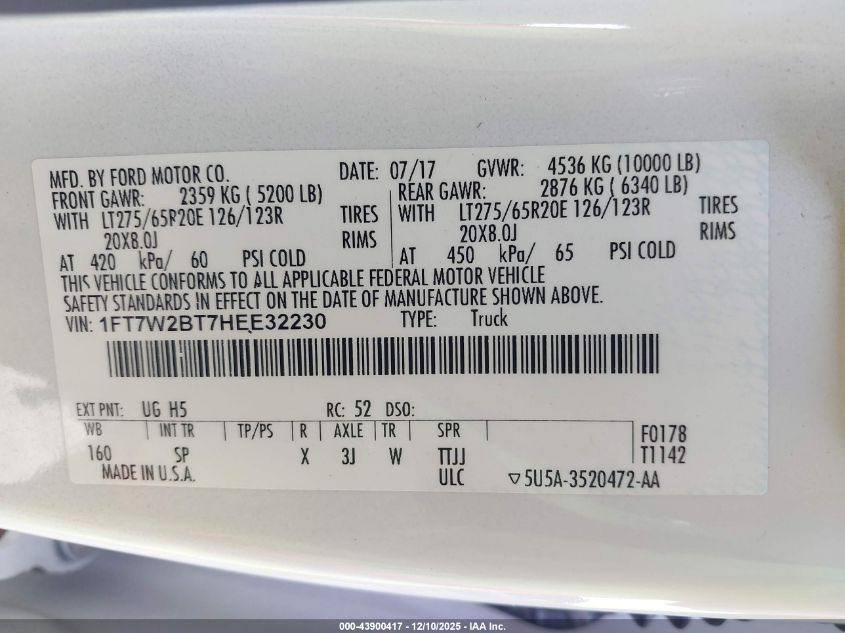 MFD. BY FORD MOTOR CO. DATE: 07/17 GVWR: 4536 KG (10000 LB)
FRONT GAWR: 2359 KG ( 5200 LB) REAR GAWR: 2876 KG ( 6340 LB)
WITH LT275/65R20E 126/123R TIRES WITH LT275/65R20E 126/123R TIRES
20X8.0J RIMS 20X8.0J RIMS
AT 420 kPa/ 60 PSI COLD AT 450 kPa/ 65 PSI COLD
THIS VEHICLE CONFORMS TO ALL APPLICABLE FEDERAL MOTOR VEHICLE
SAFETY STANDARDS IN EFFECT ON THE DATE OF MANUFACTURE SHOWN ABOVE.
VIN: 1FT7W2BT7HEE32230 TYPE: Truck
EXT PNT: UG H5 RC: 52 DSO:
WB INT TR TP/PS R AXLE TR SPR F0178
160 SP X 3J W TTJJ T1142
MADE IN U.S.A. ULC ▽5U5A-3520472-AA
000-43900417 - 12/10/2025 - IAA Inc.